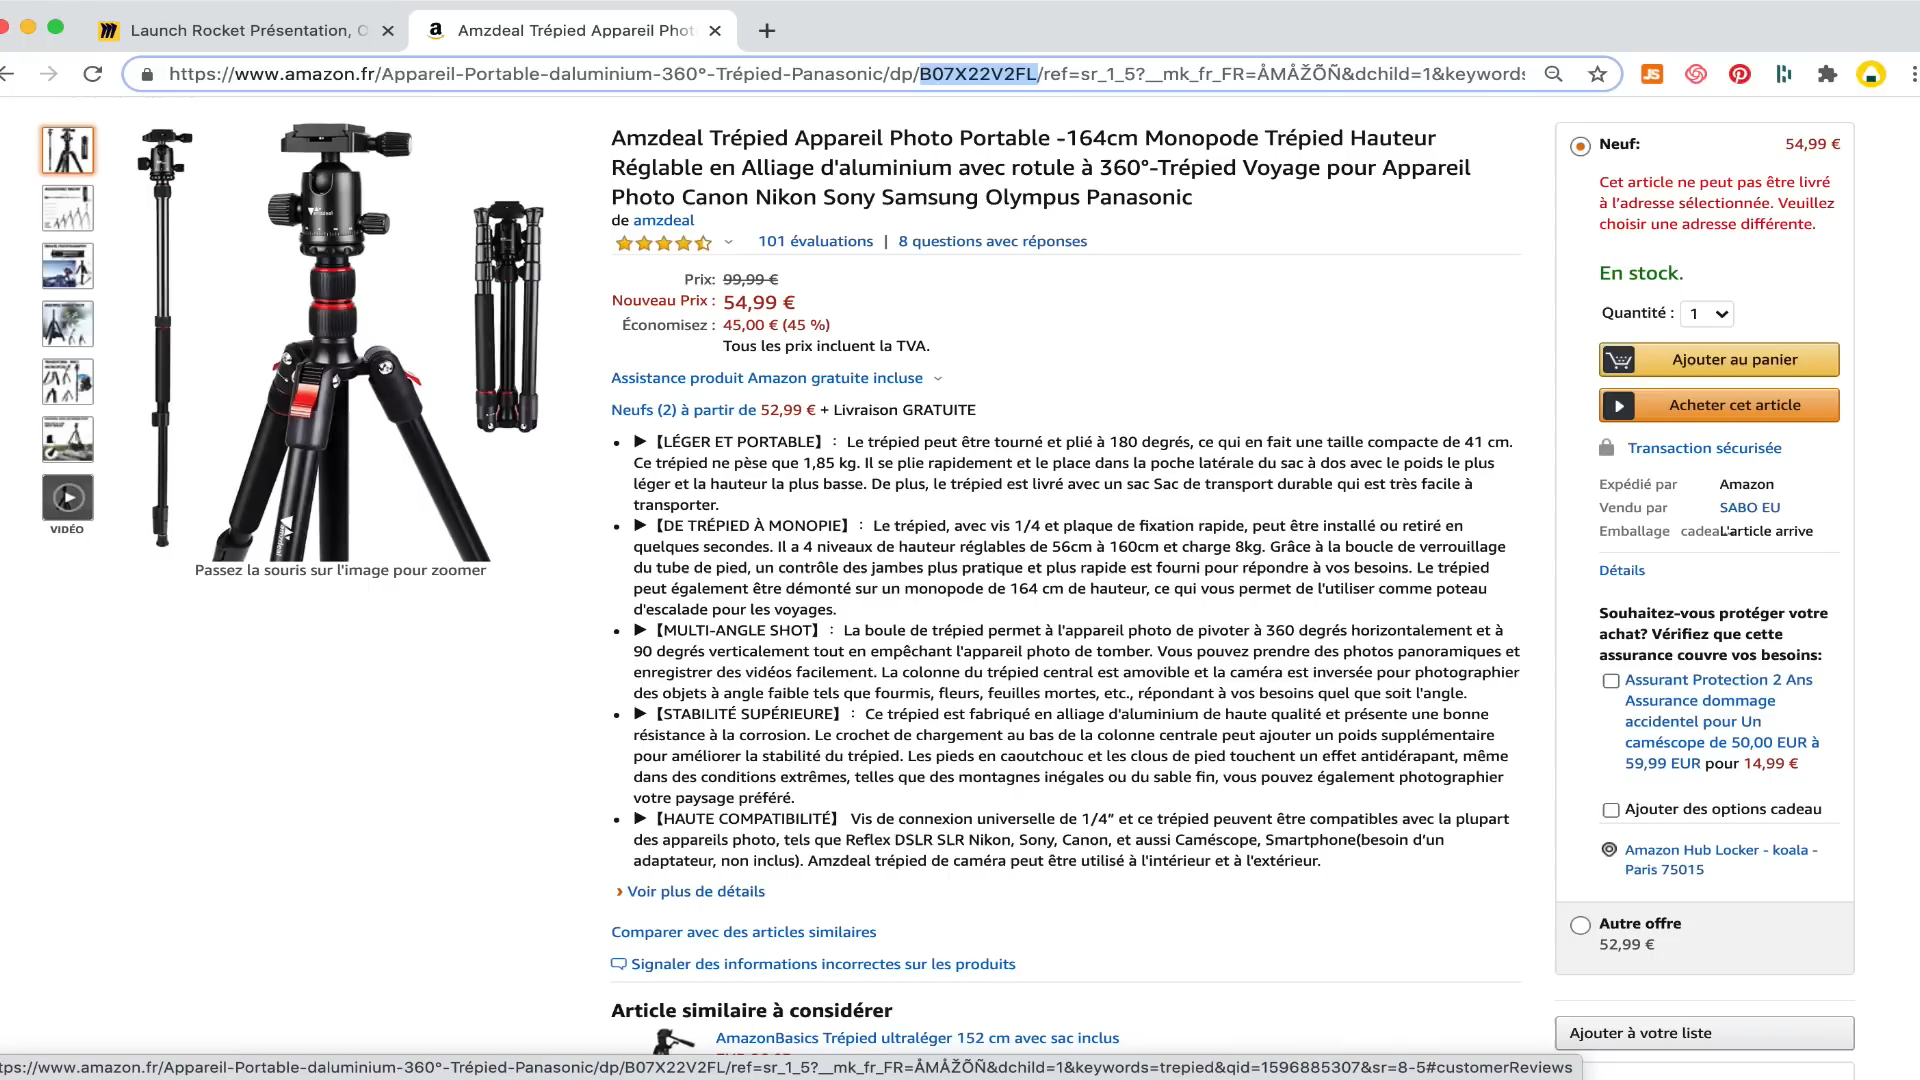 Launch Rocket Présentation, C
Amzdeal Trépied Appareil Phot
https://www.amazon.fr/Appareil-Portable-daluminium-360°-Trépied-Panasonic/dp/B07X22V2FL/ref=sr_1_5?__mk_fr_FR=ÅMÅŽÕÑ&dchild=1&keywords
JS
VIDÉO
Passez la souris sur l'image pour zoomer
Amzdeal Trépied Appareil Photo Portable -164cm Monopode Trépied Hauteur
Réglable en Alliage d'aluminium avec rotule à 360°-Trépied Voyage pour Appareil
Photo Canon Nikon Sony Samsung Olympus Panasonic
de amzdeal
101 évaluations | 8 questions avec réponses
Prix: 99,99 €
Nouveau Prix : 54,99 €
Économisez : 45,00 € (45 %)
Tous les prix incluent la TVA.
Assistance produit Amazon gratuite incluse
Neufs (2) à partir de 52,99 € + Livraison GRATUITE
• ▶【LÉGER ET PORTABLE】: Le trépied peut être tourné et plié à 180 degrés, ce qui en fait une taille compacte de 41 cm.
Ce trépied ne pèse que 1,85 kg. Il se plie rapidement et le place dans la poche latérale du sac à dos avec le poids le plus
léger et la hauteur la plus basse. De plus, le trépied est livré avec un sac Sac de transport durable qui est très facile à
transporter.
• ▶【DE TRÉPIED À MONOPIE】: Le trépied, avec vis 1/4 et plaque de fixation rapide, peut être installé ou retiré en
quelques secondes. Il a 4 niveaux de hauteur réglables de 56cm à 160cm et charge 8kg. Grâce à la boucle de verrouillage
du tube de pied, un contrôle des jambes plus pratique et plus rapide est fourni pour répondre à vos besoins. Le trépied
peut également être démonté sur un monopode de 164 cm de hauteur, ce qui vous permet de l'utiliser comme poteau
d'escalade pour les voyages.
• ▶【MULTI-ANGLE SHOT】: La boule de trépied permet à l'appareil photo de pivoter à 360 degrés horizontalement et à
90 degrés verticalement tout en empêchant l'appareil photo de tomber. Vous pouvez prendre des photos panoramiques et
enregistrer des vidéos facilement. La colonne du trépied central est amovible et la caméra est inversée pour photographier
des objets à angle faible tels que fourmis, fleurs, feuilles mortes, etc., répondant à vos besoins quel que soit l'angle.
• ▶【STABILITÉ SUPÉRIEURE】: Ce trépied est fabriqué en alliage d'aluminium de haute qualité et présente une bonne
résistance à la corrosion. Le crochet de chargement au bas de la colonne centrale peut ajouter un poids supplémentaire
pour améliorer la stabilité du trépied. Les pieds en caoutchouc et les clous de pied touchent un effet antidérapant, même
dans des conditions extrêmes, telles que des montagnes inégales ou du sable fin, vous pouvez également photographier
votre paysage préféré.
• ▶【HAUTE COMPATIBILITÉ】 Vis de connexion universelle de 1/4” et ce trépied peuvent être compatibles avec la plupart
des appareils photo, tels que Reflex DSLR SLR Nikon, Sony, Canon, et aussi Caméscope, Smartphone(besoin d’un
adaptateur, non inclus). Amzdeal trépied de caméra peut être utilisé à l'intérieur et à l'extérieur.
› Voir plus de détails
Comparer avec des articles similaires
Signaler des informations incorrectes sur les produits
Article similaire à considérer
AmazonBasics Trépied ultraléger 152 cm avec sac inclus
Neuf: 54,99 €
Cet article ne peut pas être livré
à l’adresse sélectionnée. Veuillez
choisir une adresse différente.
En stock.
Quantité : 1
Ajouter au panier
Acheter cet article
Transaction sécurisée
Expédié par Amazon
Vendu par SABO EU
Emballage cadea L'article arrive
Détails
Souhaitez-vous protéger votre
achat? Vérifiez que cette
assurance couvre vos besoins:
Assurant Protection 2 Ans
Assurance dommage
accidentel pour Un
caméscope de 50,00 EUR à
59,99 EUR pour 14,99 €
Ajouter des options cadeau
Amazon Hub Locker - koala -
Paris 75015
Autre offre
52,99 €
Ajouter à votre liste
tps://www.amazon.fr/Appareil-Portable-daluminium-360°-Trépied-Panasonic/dp/B07X22V2FL/ref=sr_1_5?__mk_fr_FR=ÅMÅŽÕÑ&dchild=1&keywords=trepied&qid=1596885307&sr=8-5#customerReviews